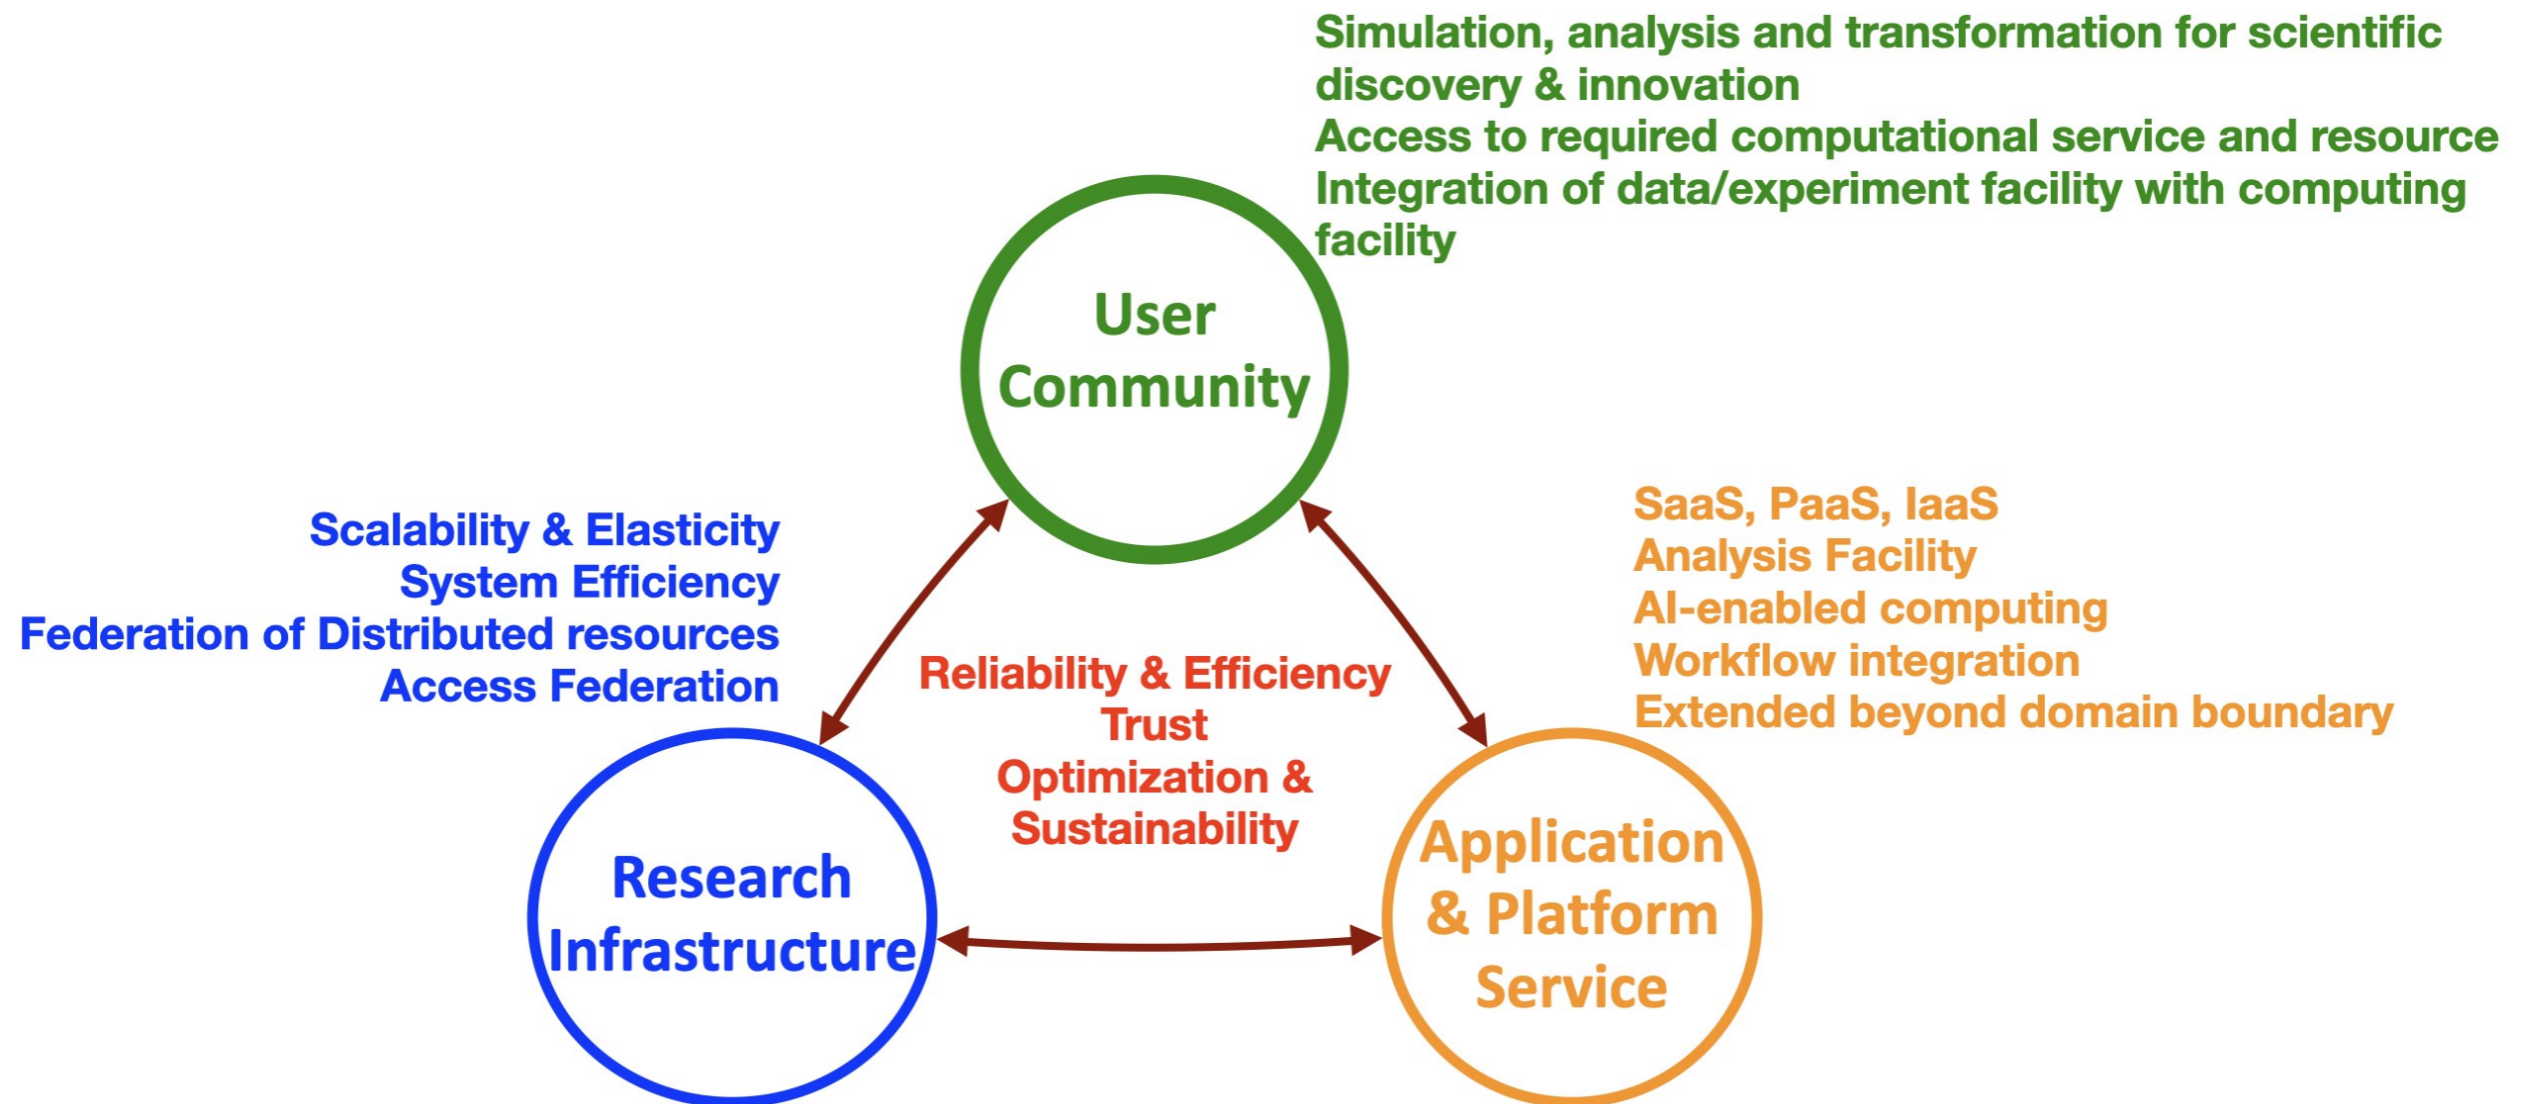 Simulation, analysis and transformation for scientific
discovery & innovation
Access to required computational service and resource
Integration of data/experiment facility with computing
facility
User
Community
Scalability & Elasticity
System Efficiency
Federation of Distributed resources
Access Federation
SaaS, PaaS, IaaS
Analysis Facility
AI-enabled computing
Workflow integration
Extended beyond domain boundary
Reliability & Efficiency
Trust
Optimization &
Sustainability
Research
Infrastructure
Application
& Platform
Service